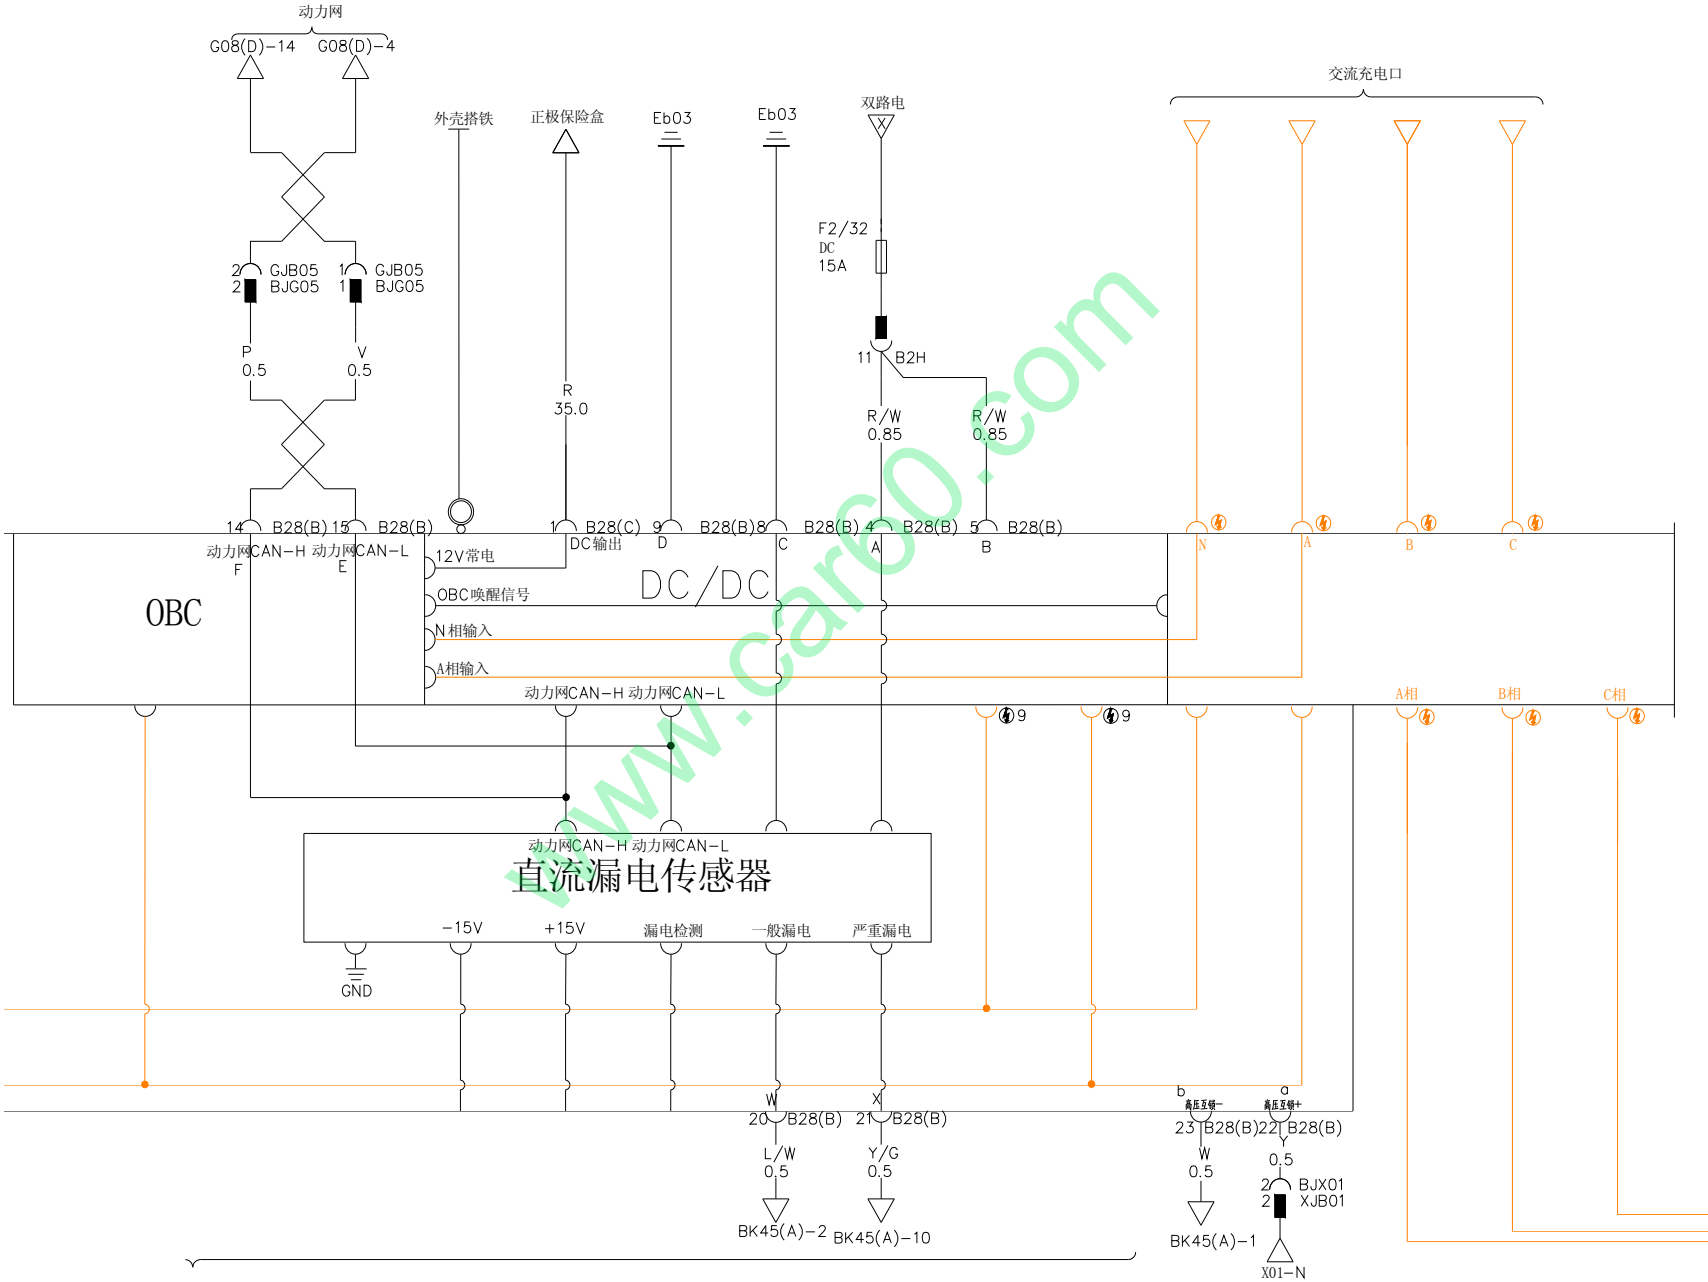 动力网
G08(D)-14 G08(D)-4
交流充电口
外壳搭铁
正极保险盒
Eb03
Eb03
双路电
X
F2/32
DC
15A
2 GJB05
2 BJG05
1 GJB05
1 BJG05
P
0.5
V
0.5
11 B2H
R
35.0
R/W
0.85
R/W
0.85
14 B28(B) 15 B28(B)
1 B28(C) 9 B28(B) 8 B28(B) 4 B28(B) 5 B28(B)
动力网CAN-H 动力网CAN-L
F E
DC输出 D C A B
N A B C
12V常电
OBC唤醒信号
N相输入
A相输入
OBC
DC/DC
动力网CAN-H 动力网CAN-L
A相 B相 C相
9 9
动力网CAN-H 动力网CAN-L
直流漏电传感器
-15V +15V 漏电检测 一般漏电 严重漏电
GND
W X
20 B28(B) 21 B28(B)
b a
高压互锁- 高压互锁+
23 B28(B) 22 B28(B)
L/W
0.5
Y/G
0.5
W
0.5
Y
0.5
2 BJX01
2 XJB01
BK45(A)-2 BK45(A)-10
BK45(A)-1
X01-N
www.car60.com